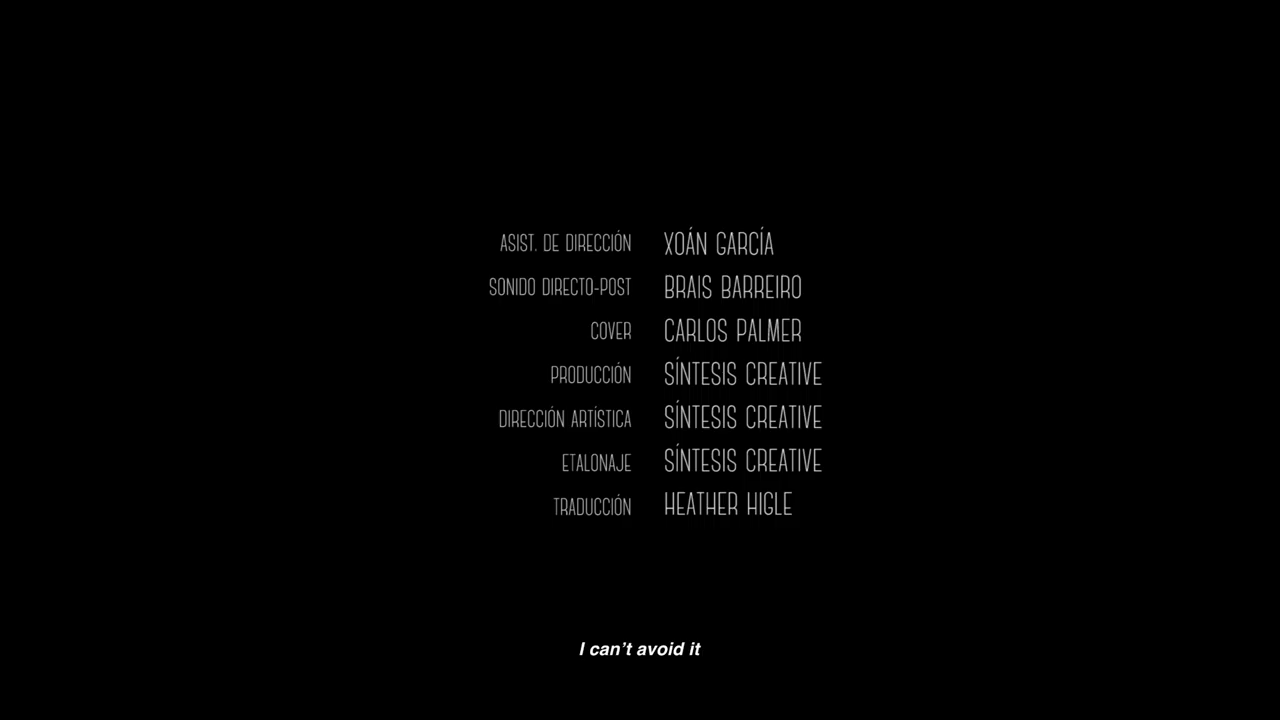 ASIST. DE DIRECCIÓN XOÁN GARCÍA
SONIDO DIRECTO-POST BRAIS BARREIRO
COVER CARLOS PALMER
PRODUCCIÓN SÍNTESIS CREATIVE
DIRECCIÓN ARTÍSTICA SÍNTESIS CREATIVE
ETALONAJE SÍNTESIS CREATIVE
TRADUCCIÓN HEATHER HIGLE
I can't avoid it